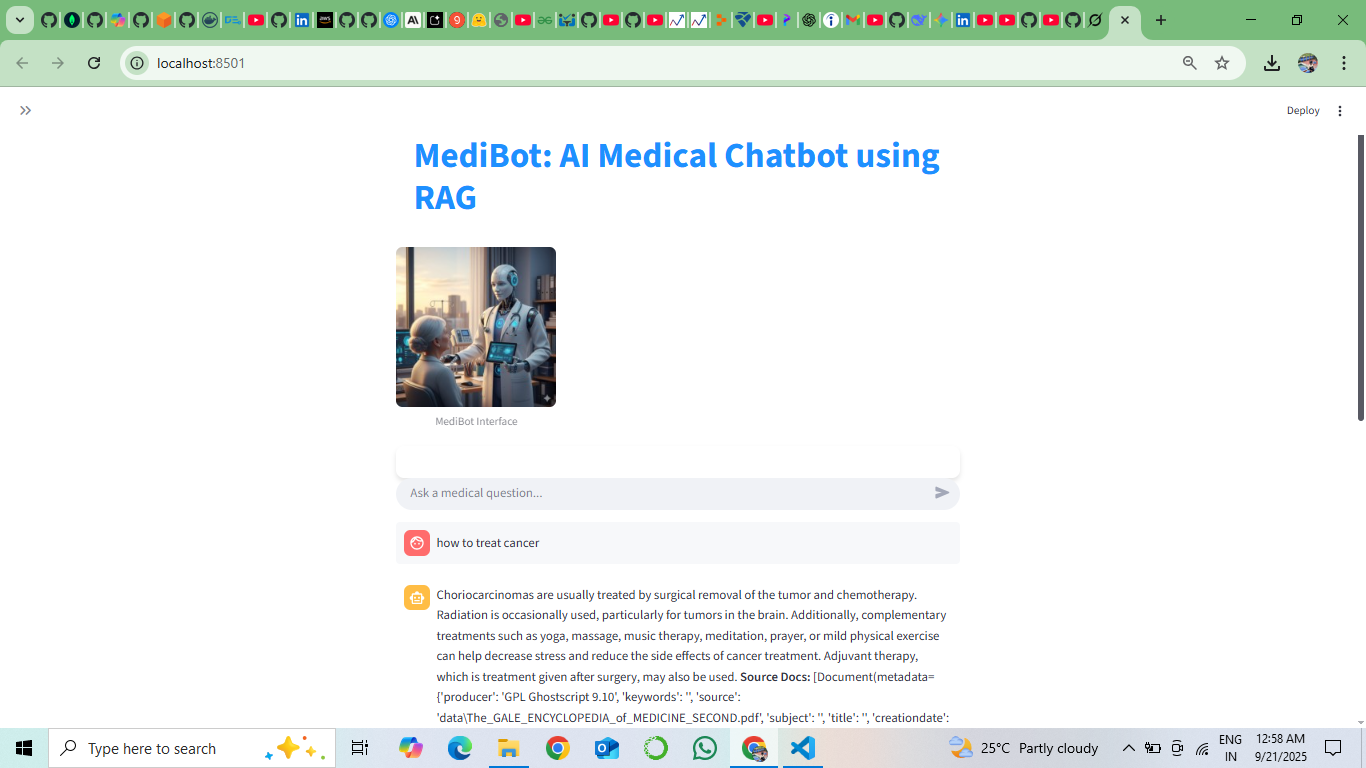 localhost:8501
Deploy
MediBot: AI Medical Chatbot using
RAG
MediBot Interface
Ask a medical question...
how to treat cancer
Choriocarcinomas are usually treated by surgical removal of the tumor and chemotherapy.
Radiation is occasionally used, particularly for tumors in the brain. Additionally, complementary
treatments such as yoga, massage, music therapy, meditation, prayer, or mild physical exercise
can help decrease stress and reduce the side effects of cancer treatment. Adjuvant therapy,
which is treatment given after surgery, may also be used. Source Docs: [Document(metadata=
{'producer': 'GPL Ghostscript 9.10', 'keywords': '', 'source':
'data\The_GALE_ENCYCLOPEDIA_of_MEDICINE_SECOND.pdf', 'subject': '', 'title': '', 'creationdate':
Type here to search
25°C Partly cloudy
ENG
IN
12:58 AM
9/21/2025